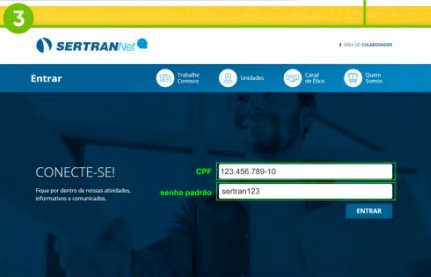 3
SERTRANNet
ÁREA DO COLABORADOR
Entrar
Trabalhe
Conosco
Unidades
Canal
de Ética
Quem
Somos
CONECTE-SE!
Fique por dentro de nossas atividades,
informativos e comunicados.
CPF 123.456.789-10
senha padrão sertran123
ENTRAR